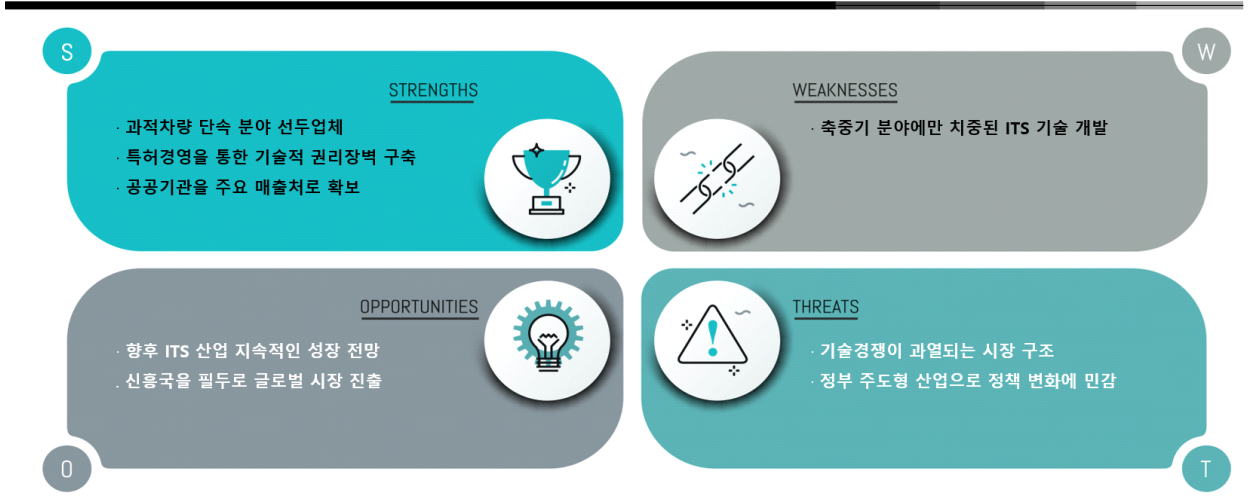 S
STRENGTHS
· 과적차량 단속 분야 선두업체
· 특허경영을 통한 기술적 권리장벽 구축
· 공공기관을 주요 매출처로 확보
W
WEAKNESSES
· 축중기 분야에만 치중된 ITS 기술 개발
O
OPPORTUNITIES
· 향후 ITS 산업 지속적인 성장 전망
. 신흥국을 필두로 글로벌 시장 진출
T
THREATS
· 기술경쟁이 과열되는 시장 구조
· 정부 주도형 산업으로 정책 변화에 민감